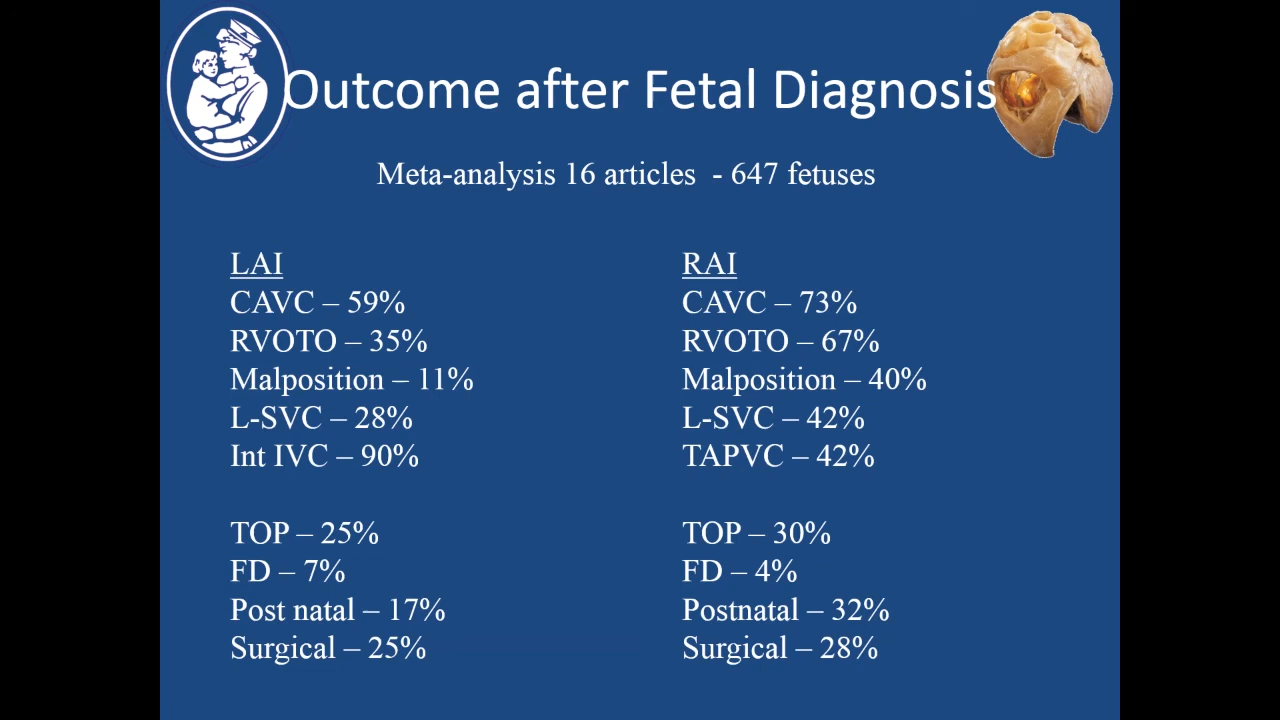 Outcome after Fetal Diagnosis
Meta-analysis 16 articles - 647 fetuses
LAI
CAVC – 59%
RVOTO – 35%
Malposition – 11%
L-SVC – 28%
Int IVC – 90%
TOP – 25%
FD – 7%
Post natal – 17%
Surgical – 25%
RAI
CAVC – 73%
RVOTO – 67%
Malposition – 40%
L-SVC – 42%
TAPVC – 42%
TOP – 30%
FD – 4%
Postnatal – 32%
Surgical – 28%